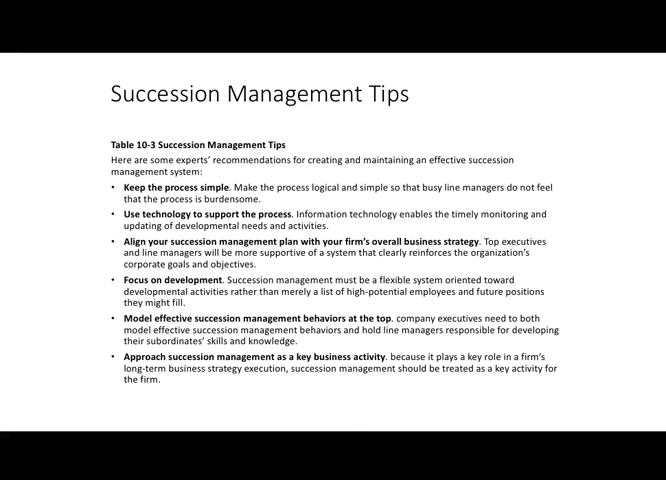 Succession Management Tips
Table 10-3 Succession Management Tips
Here are some experts' recommendations for creating and maintaining an effective succession
management system:
• Keep the process simple. Make the process logical and simple so that busy line managers do not feel
that the process is burdensome.
• Use technology to support the process. Information technology enables the timely monitoring and
updating of developmental needs and activities.
• Align your succession management plan with your firm's overall business strategy. Top executives
and line managers will be more supportive of a system that clearly reinforces the organization's
corporate goals and objectives.
• Focus on development. Succession management must be a flexible system oriented toward
developmental activities rather than merely a list of high-potential employees and future positions
they might fill.
• Model effective succession management behaviors at the top. company executives need to both
model effective succession management behaviors and hold line managers responsible for developing
their subordinates' skills and knowledge.
• Approach succession management as a key business activity. because it plays a key role in a firm's
long-term business strategy execution, succession management should be treated as a key activity for
the firm.